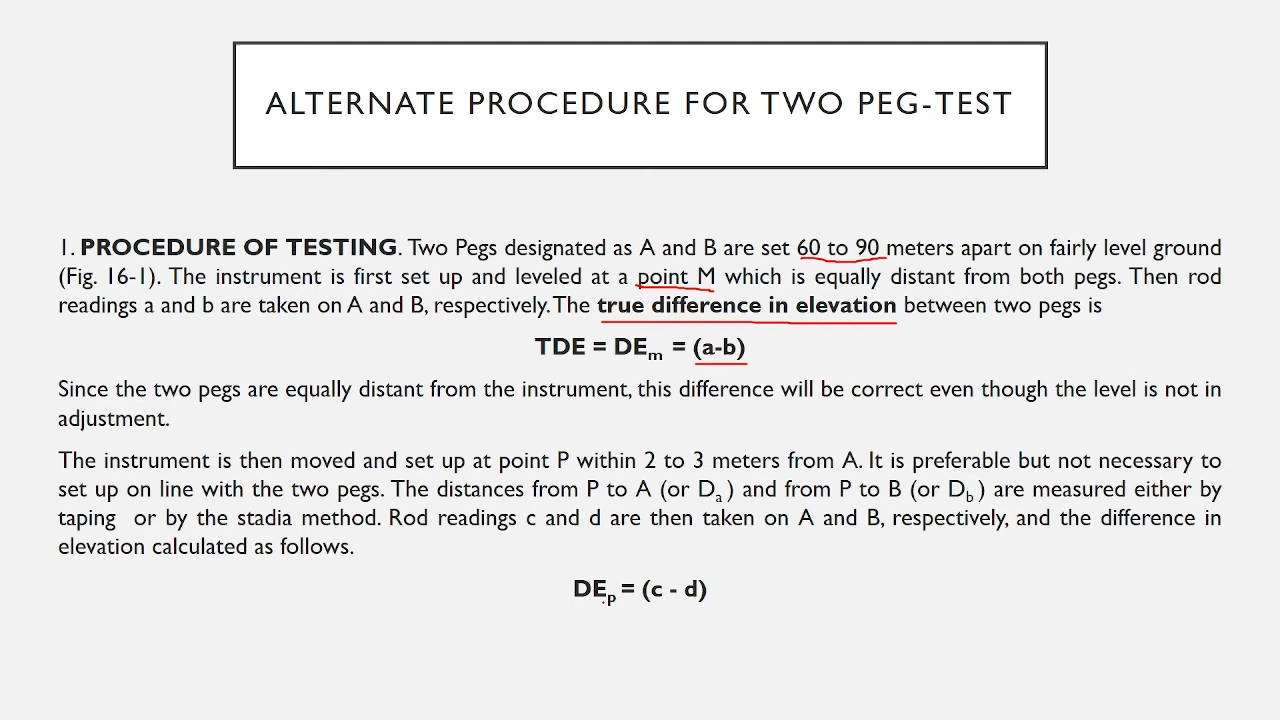 ALTERNATE PROCEDURE FOR TWO PEG-TEST
1. PROCEDURE OF TESTING. Two Pegs designated as A and B are set 60 to 90 meters apart on fairly level ground
(Fig. 16-1). The instrument is first set up and leveled at a point M which is equally distant from both pegs. Then rod
readings a and b are taken on A and B, respectively. The true difference in elevation between two pegs is
TDE = DEm = (a-b)
Since the two pegs are equally distant from the instrument, this difference will be correct even though the level is not in
adjustment.
The instrument is then moved and set up at point P within 2 to 3 meters from A. It is preferable but not necessary to
set up on line with the two pegs. The distances from P to A (or Da ) and from P to B (or Db ) are measured either by
taping or by the stadia method. Rod readings c and d are then taken on A and B, respectively, and the difference in
elevation calculated as follows.
DEp = (c - d)